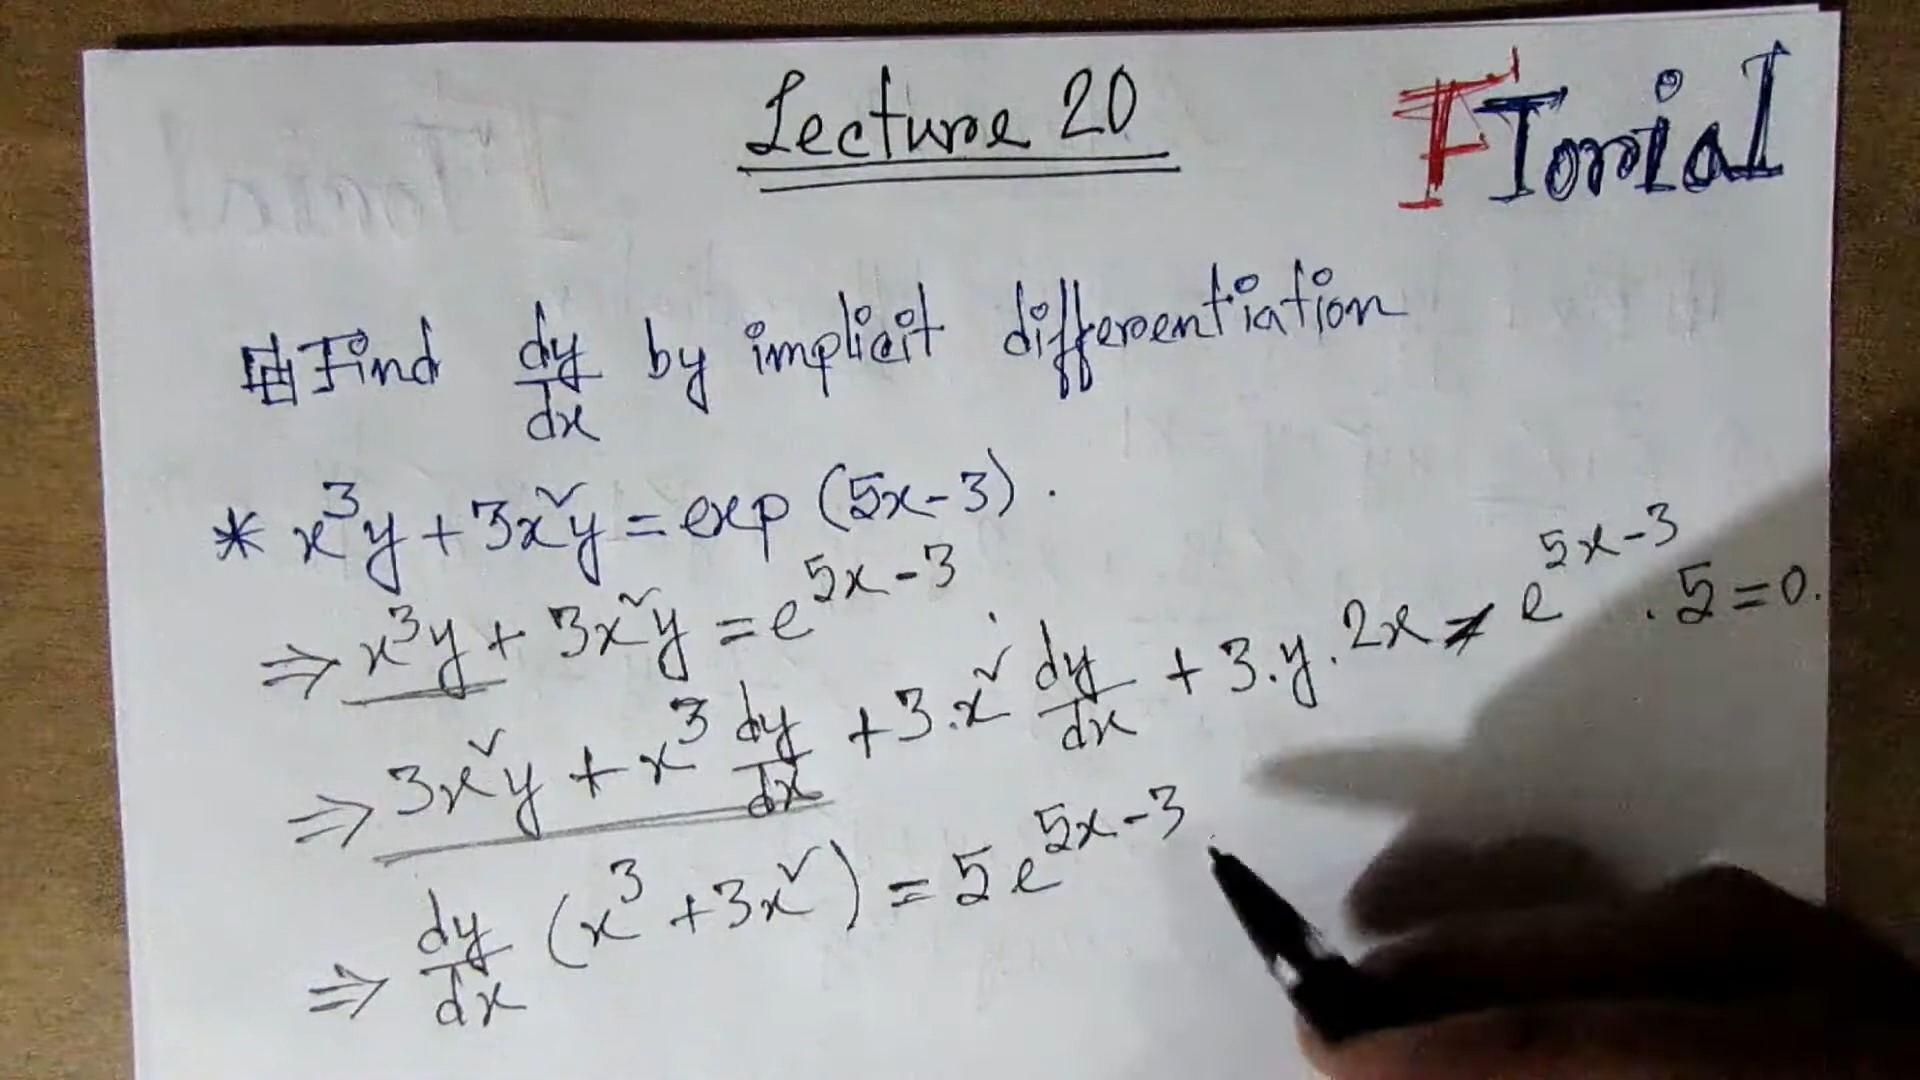 Lecture 20
FTorial
Find dy/dx by implicit differentiation
* x³y + 3x²y = exp (5x-3).
⇒ x³y + 3x²y = e^(5x-3)
⇒ 3x²y + x³ dy/dx + 3.x² dy/dx + 3.y.2x - e^(5x-3) . 5 = 0.
⇒ dy/dx (x³ + 3x²) = 5e^(5x-3)